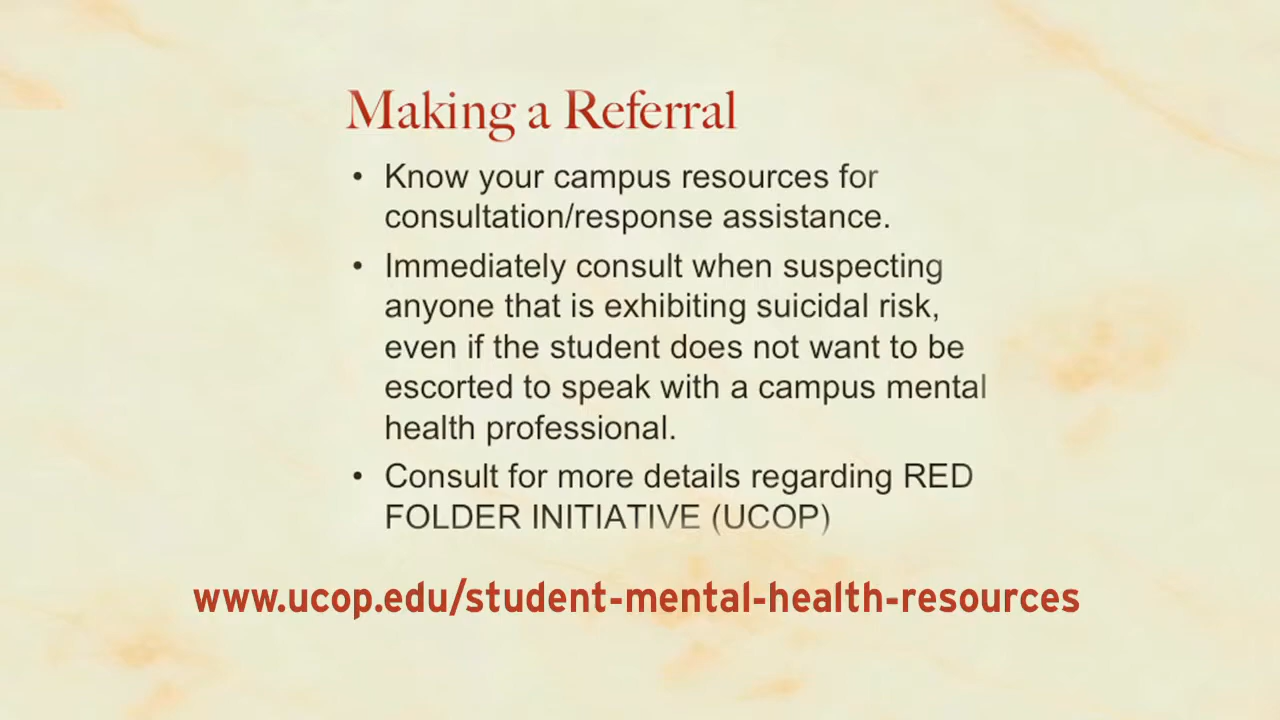 Making a Referral
• Know your campus resources for
consultation/response assistance.
• Immediately consult when suspecting
anyone that is exhibiting suicidal risk,
even if the student does not want to be
escorted to speak with a campus mental
health professional.
• Consult for more details regarding RED
FOLDER INITIATIVE (UCOP)
www.ucop.edu/student-mental-health-resources